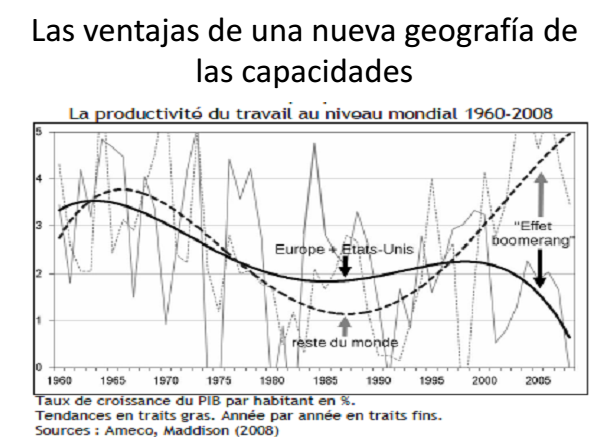 Las ventajas de una nueva geografía de
las capacidades
La productivité du travail au niveau mondial 1960-2008
5
4
3
2
1
0
"Effet
boomerang"
Europe + Etats-Unis
reste du monde
1960 1965 1970 1975 1980 1985 1990 1995 2000 2005
Taux de croissance du PIB par habitant en %.
Tendances en traits gras. Année par année en traits fins.
Sources : Ameco, Maddison (2008)